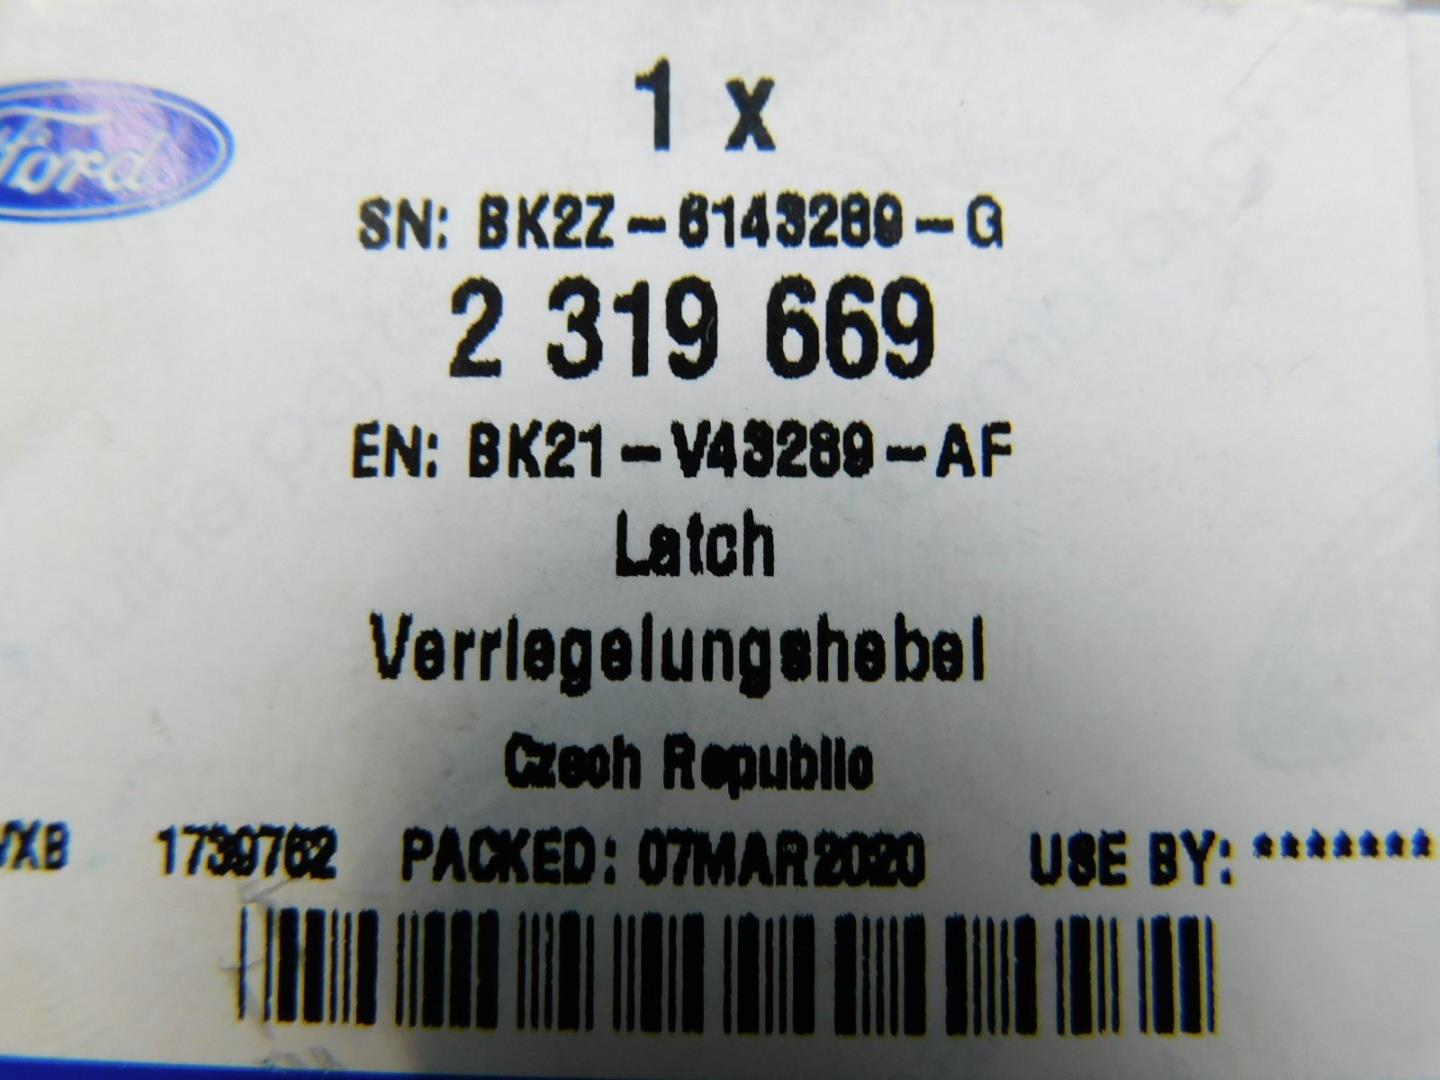 Ford
1 x
SN: BK2Z-6143289-G
2 319 669
EN: BK21-V43289-AF
Latch
Verriegelungshebel
Czech Republic
VXB 1739762 PACKED: 07MAR2020 USE BY: *******